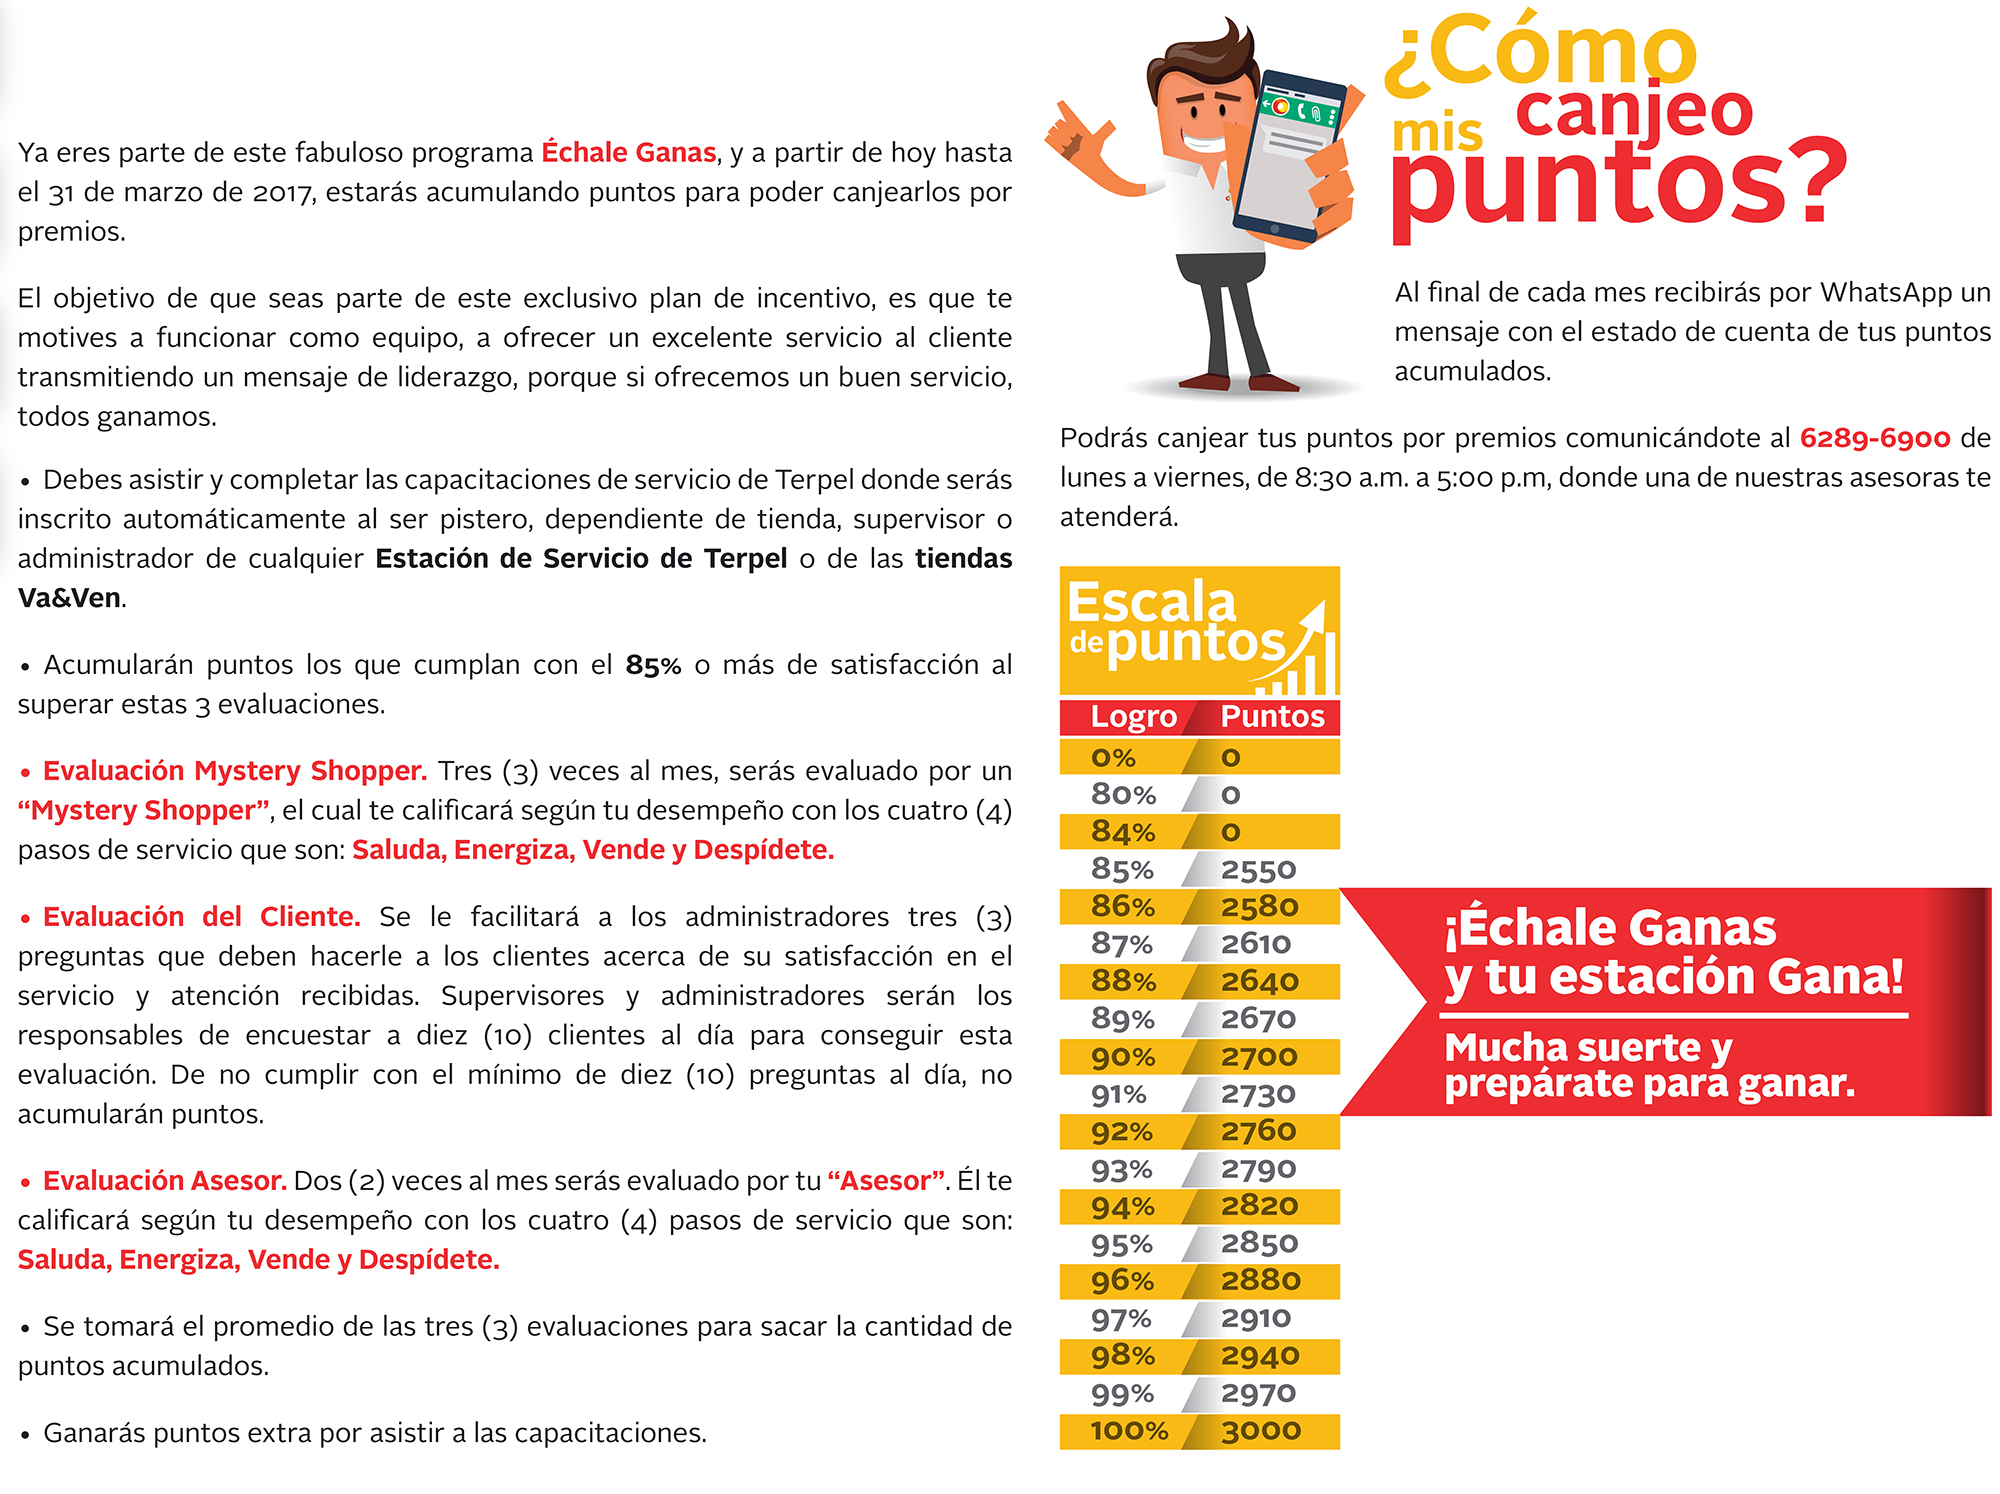 Ya eres parte de este fabuloso programa Échale Ganas, y a partir de hoy hasta
el 31 de marzo de 2017, estarás acumulando puntos para poder canjearlos por
premios.
El objetivo de que seas parte de este exclusivo plan de incentivo, es que te
motives a funcionar como equipo, a ofrecer un excelente servicio al cliente
transmitiendo un mensaje de liderazgo, porque si ofrecemos un buen servicio,
todos ganamos.
• Debes asistir y completar las capacitaciones de servicio de Terpel donde serás
inscrito automáticamente al ser pistero, dependiente de tienda, supervisor o
administrador de cualquier Estación de Servicio de Terpel o de las tiendas
Va&Ven.
• Acumularán puntos los que cumplan con el 85% o más de satisfacción al
superar estas 3 evaluaciones.
• Evaluación Mystery Shopper. Tres (3) veces al mes, serás evaluado por un
“Mystery Shopper”, el cual te calificará según tu desempeño con los cuatro (4)
pasos de servicio que son: Saluda, Energiza, Vende y Despídete.
• Evaluación del Cliente. Se le facilitará a los administradores tres (3)
preguntas que deben hacerle a los clientes acerca de su satisfacción en el
servicio y atención recibidas. Supervisores y administradores serán los
responsables de encuestar a diez (10) clientes al día para conseguir esta
evaluación. De no cumplir con el mínimo de diez (10) preguntas al día, no
acumularán puntos.
• Evaluación Asesor. Dos (2) veces al mes serás evaluado por tu “Asesor”. Él te
calificará según tu desempeño con los cuatro (4) pasos de servicio que son:
Saluda, Energiza, Vende y Despídete.
• Se tomará el promedio de las tres (3) evaluaciones para sacar la cantidad de
puntos acumulados.
• Ganarás puntos extra por asistir a las capacitaciones.
¿Cómo
canjeo
mis
puntos?
Al final de cada mes recibirás por WhatsApp un
mensaje con el estado de cuenta de tus puntos
acumulados.
Podrás canjear tus puntos por premios comunicándote al 6289-6900 de
lunes a viernes, de 8:30 a.m. a 5:00 p.m, donde una de nuestras asesoras te
atenderá.
Escala
de puntos
Logro Puntos
0% 0
80% 0
84% 0
85% 2550
86% 2580
87% 2610
88% 2640
89% 2670
90% 2700
91% 2730
92% 2760
93% 2790
94% 2820
95% 2850
96% 2880
97% 2910
98% 2940
99% 2970
100% 3000
¡Échale Ganas
y tu estación Gana!
Mucha suerte y
prepárate para ganar.